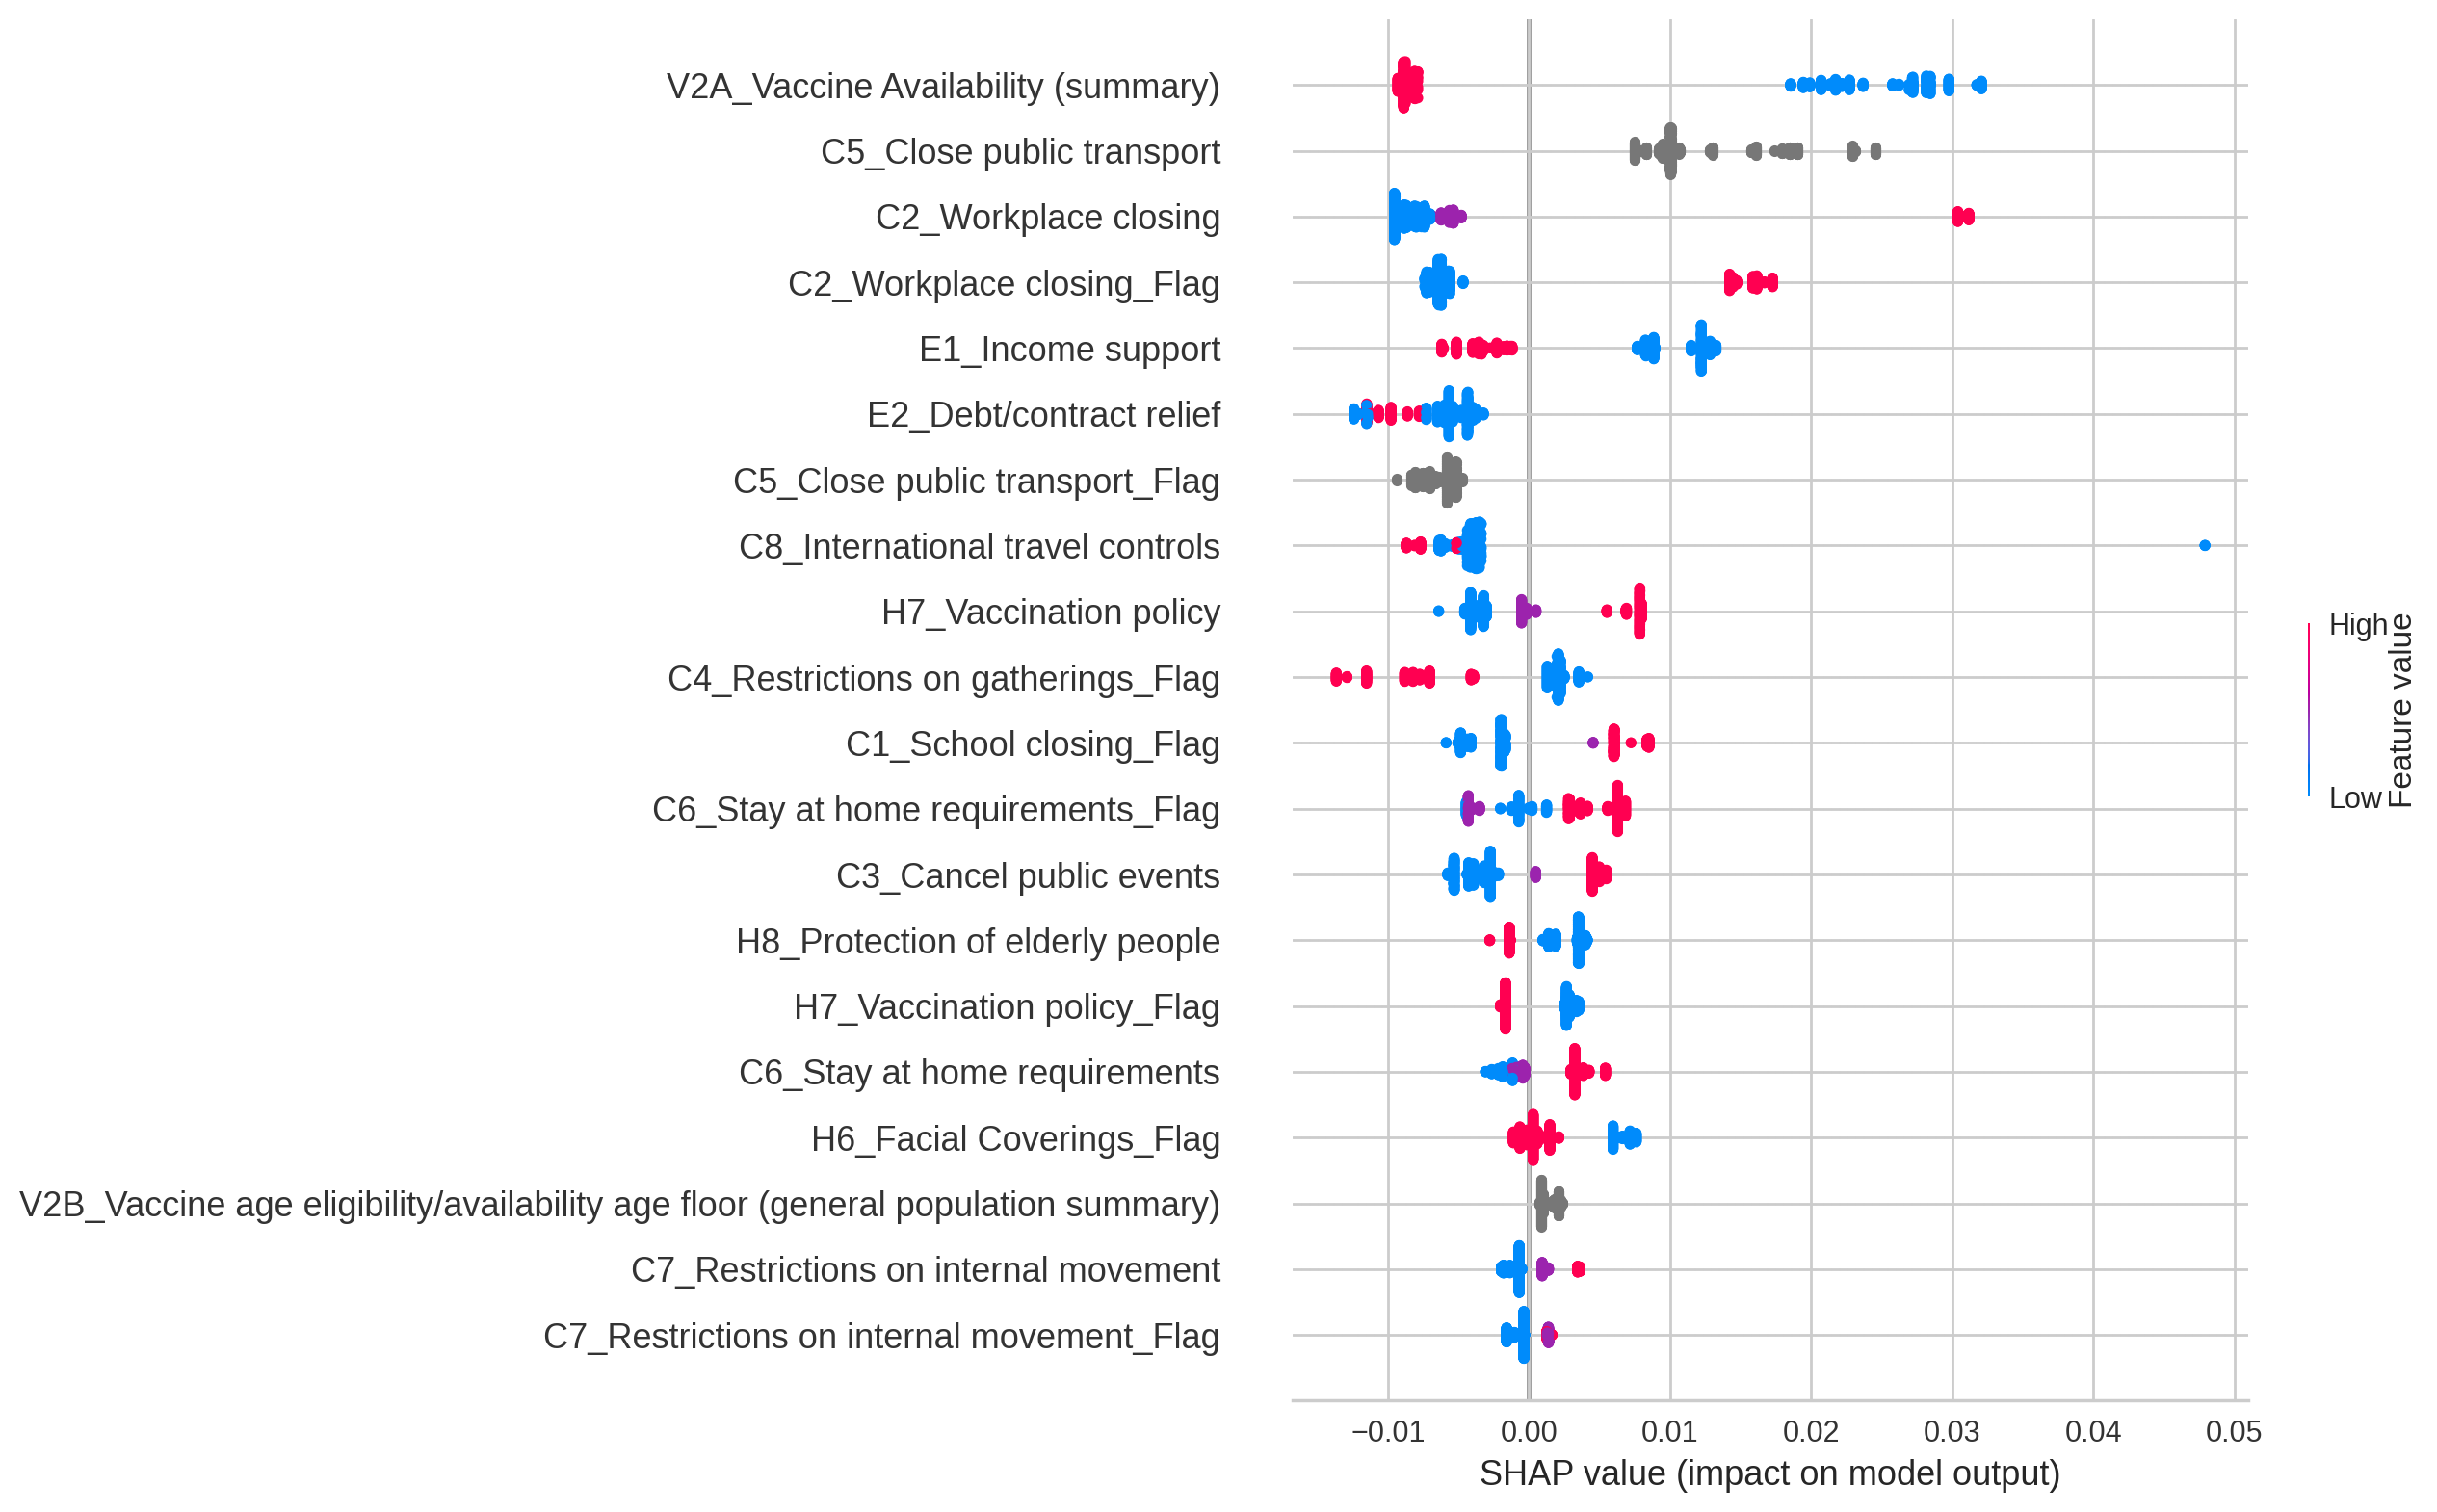 V2A_Vaccine Availability (summary)
C5_Close public transport
C2_Workplace closing
C2_Workplace closing_Flag
E1_Income support
E2_Debt/contract relief
C5_Close public transport_Flag
C8_International travel controls
H7_Vaccination policy
C4_Restrictions on gatherings_Flag
C1_School closing_Flag
C6_Stay at home requirements_Flag
C3_Cancel public events
H8_Protection of elderly people
H7_Vaccination policy_Flag
C6_Stay at home requirements
H6_Facial Coverings_Flag
V2B_Vaccine age eligibility/availability age floor (general population summary)
C7_Restrictions on internal movement
C7_Restrictions on internal movement_Flag
−0.01 0.00 0.01 0.02 0.03 0.04 0.05
SHAP value (impact on model output)
High
Low
Feature value